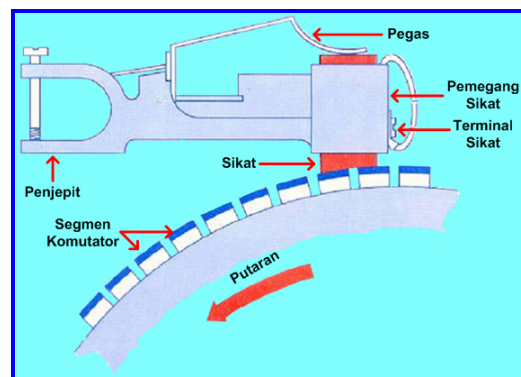 Pegas
Pemegang
Sikat
Terminal
Sikat
Sikat
Penjepit
Segmen
Komutator
Putaran